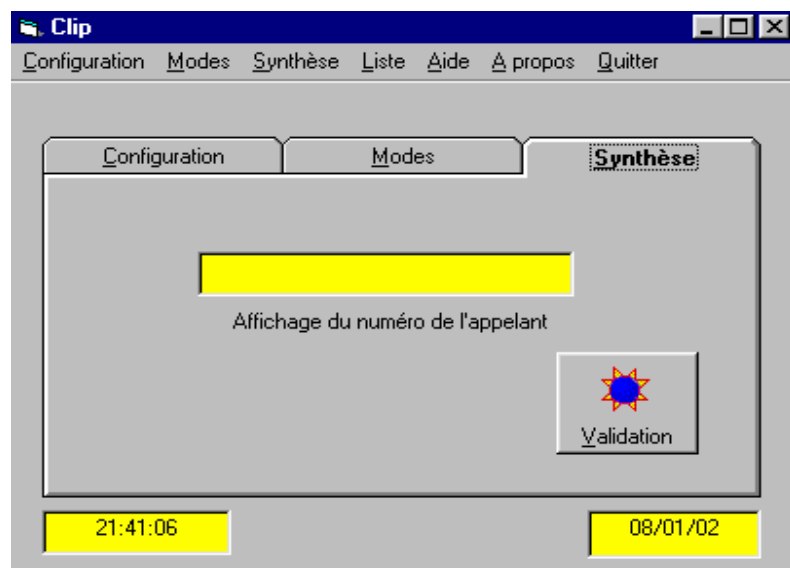 Clip
Configuration Modes Synthèse Liste Aide A propos Quitter
Configuration Modes Synthèse
Affichage du numéro de l'appelant
Validation
21:41:06 08/01/02